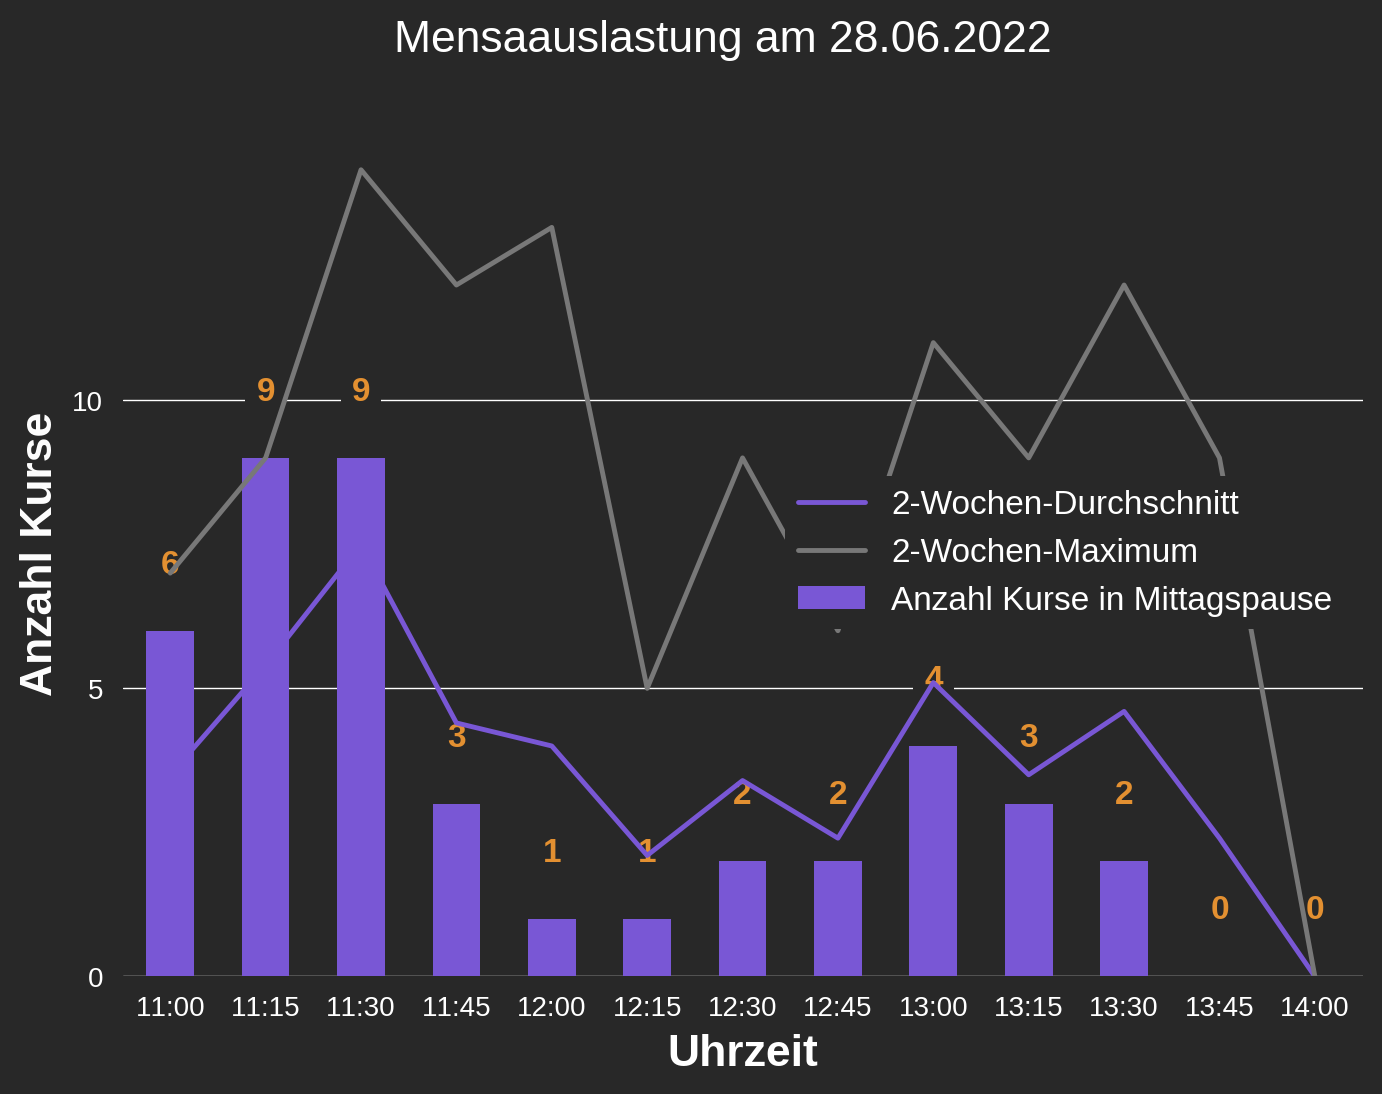 Mensaauslastung am 28.06.2022
Anzahl Kurse
10
5
0
6
9
9
3
1
1
2
2
4
3
2
0
0
2-Wochen-Durchschnitt
2-Wochen-Maximum
Anzahl Kurse in Mittagspause
11:00 11:15 11:30 11:45 12:00 12:15 12:30 12:45 13:00 13:15 13:30 13:45 14:00
Uhrzeit